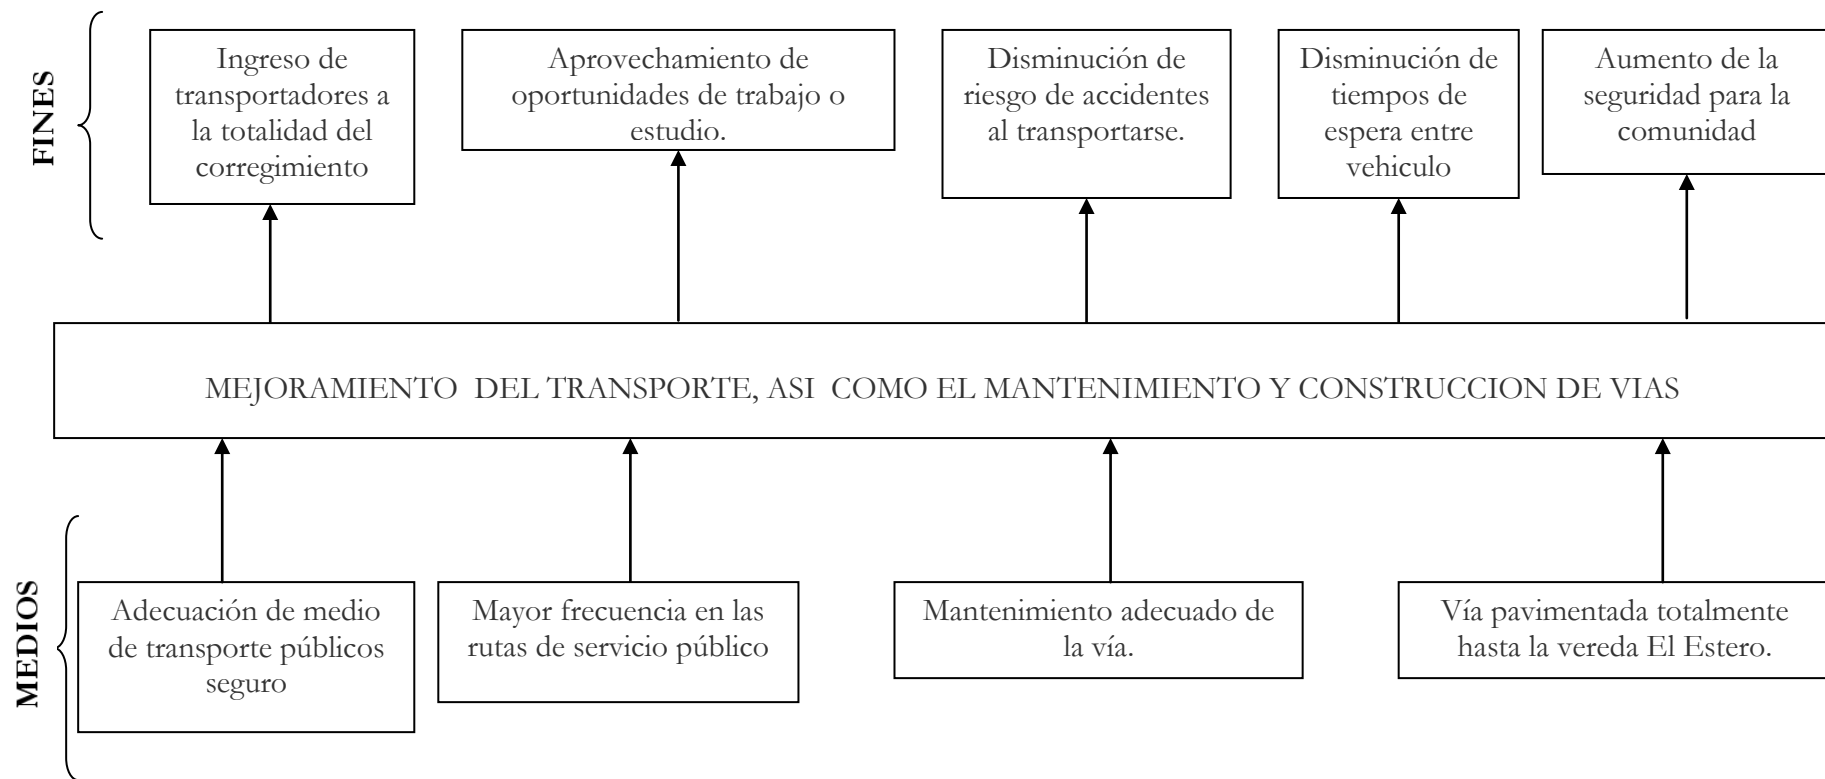 FINES
Ingreso de
transportadores a
la totalidad del
corregimiento
Aprovechamiento de
oportunidades de trabajo o
estudio.
Disminución de
riesgo de accidentes
al transportarse.
Disminución de
tiempos de
espera entre
vehiculo
Aumento de la
seguridad para la
comunidad
MEJORAMIENTO DEL TRANSPORTE, ASI COMO EL MANTENIMIENTO Y CONSTRUCCION DE VIAS
MEDIOS
Adecuación de medio
de transporte públicos
seguro
Mayor frecuencia en las
rutas de servicio público
Mantenimiento adecuado de
la vía.
Vía pavimentada totalmente
hasta la vereda El Estero.